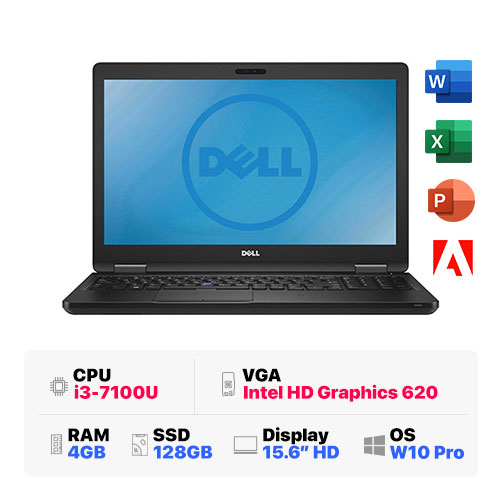 DELL
W
X
DELL
P
CPU
i3-7100U
VGA
Intel HD Graphics 620
RAM
4GB
SSD
128GB
Display
15.6” HD
OS
W10 Pro